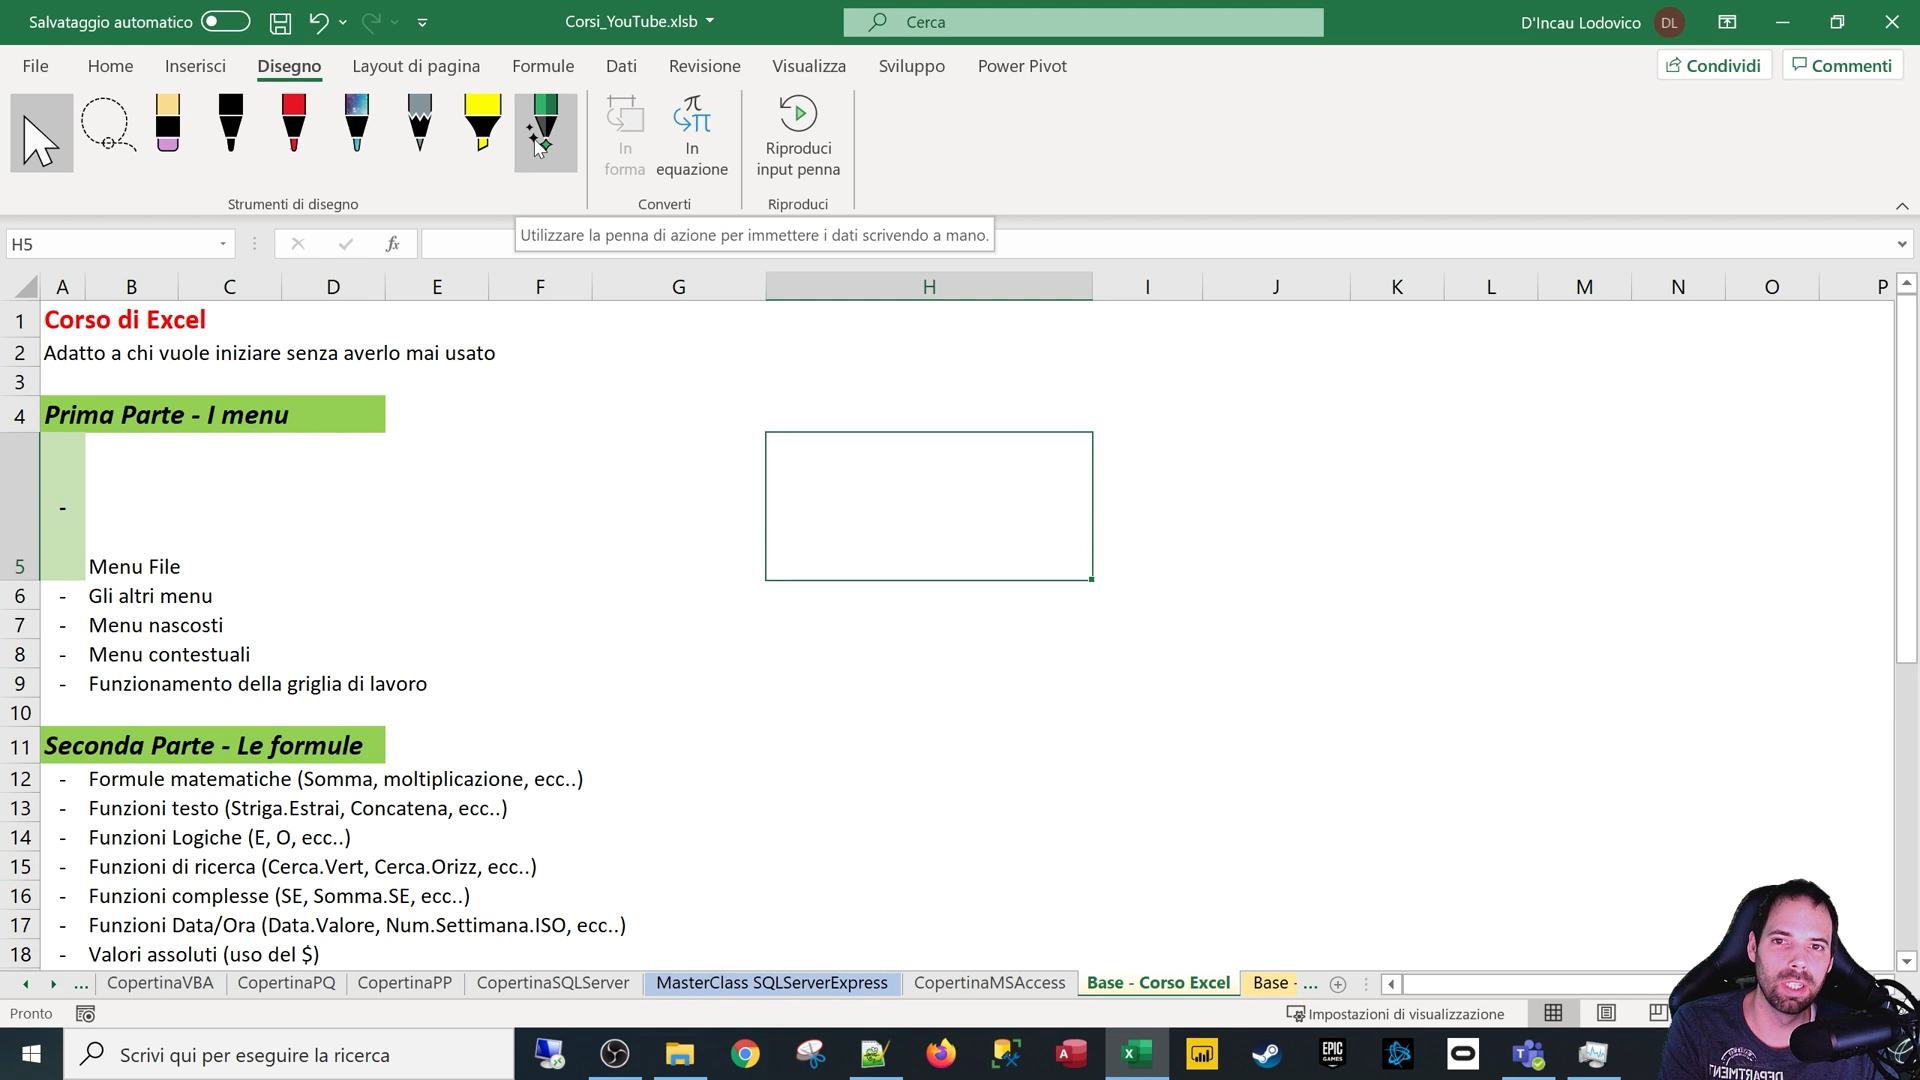 Salvataggio automatico
Corsi_YouTube.xlsb
Cerca
D'Incau Lodovico
DL
File
Home
Inserisci
Disegno
Layout di pagina
Formule
Dati
Revisione
Visualizza
Sviluppo
Power Pivot
Condividi
Commenti
In forma
In equazione
Riproduci input penna
Strumenti di disegno
Converti
Riproduci
H5
fx
Utilizzare la penna di azione per immettere i dati scrivendo a mano.
A B C D E F G H I J K L M N O P
1 Corso di Excel
2 Adatto a chi vuole iniziare senza averlo mai usato
3
4 Prima Parte - I menu
5 - Menu File
6 - Gli altri menu
7 - Menu nascosti
8 - Menu contestuali
9 - Funzionamento della griglia di lavoro
10
11 Seconda Parte - Le formule
12 - Formule matematiche (Somma, moltiplicazione, ecc..)
13 - Funzioni testo (Striga.Estrai, Concatena, ecc..)
14 - Funzioni Logiche (E, O, ecc..)
15 - Funzioni di ricerca (Cerca.Vert, Cerca.Orizz, ecc..)
16 - Funzioni complesse (SE, Somma.SE, ecc..)
17 - Funzioni Data/Ora (Data.Valore, Num.Settimana.ISO, ecc..)
18 - Valori assoluti (uso del $)
... CopertinaVBA CopertinaPQ CopertinaPP CopertinaSQLServer MasterClass SQLServerExpress CopertinaMSAccess Base - Corso Excel Base - ...
Pronto
Impostazioni di visualizzazione
Scrivi qui per eseguire la ricerca
EPIC GAMES